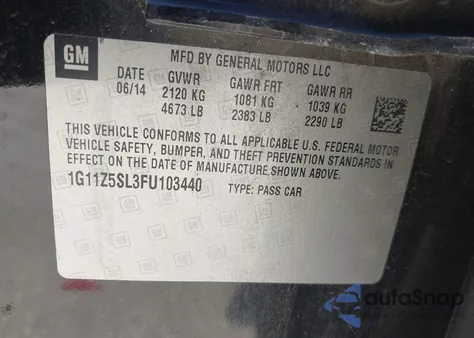 GM
MFD BY GENERAL MOTORS LLC
DATE GVWR GAWR FRT GAWR RR
06/14 2120 KG 1081 KG 1039 KG
4673 LB 2383 LB 2290 LB
THIS VEHICLE CONFORMS TO ALL APPLICABLE U.S. FEDERAL MOTOR
VEHICLE SAFETY, BUMPER, AND THEFT PREVENTION STANDARDS IN
EFFECT ON THE DATE OF MANUFACTURE SHOWN ABOVE.
1G11Z5SL3FU103440 TYPE: PASS CAR
autoSnap